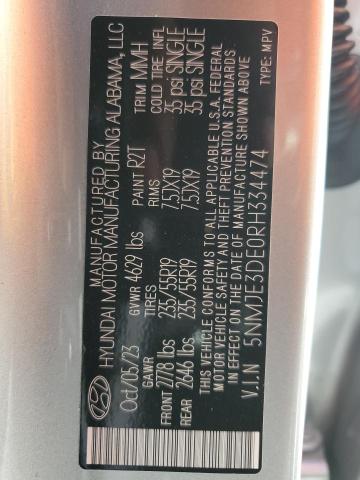 MANUFACTURED BY
HYUNDAI MOTOR MANUFACTURING ALABAMA, LLC
Oct/05/23 GVWR 4629 lbs PAINT R2T TRIM MMH
GAWR TIRES RIMS COLD TIRE INFL
FRONT 2778 lbs 235/55R19 7.5JX19 35 psi SINGLE
REAR 2646 lbs 235/55R19 7.5JX19 35 psi SINGLE
THIS VEHICLE CONFORMS TO ALL APPLICABLE U.S.A. FEDERAL
MOTOR VEHICLE SAFETY AND THEFT PREVENTION STANDARDS
IN EFFECT ON THE DATE OF MANUFACTURE SHOWN ABOVE
V.I.N 5NMJE3DE0RH334474 TYPE: MPV